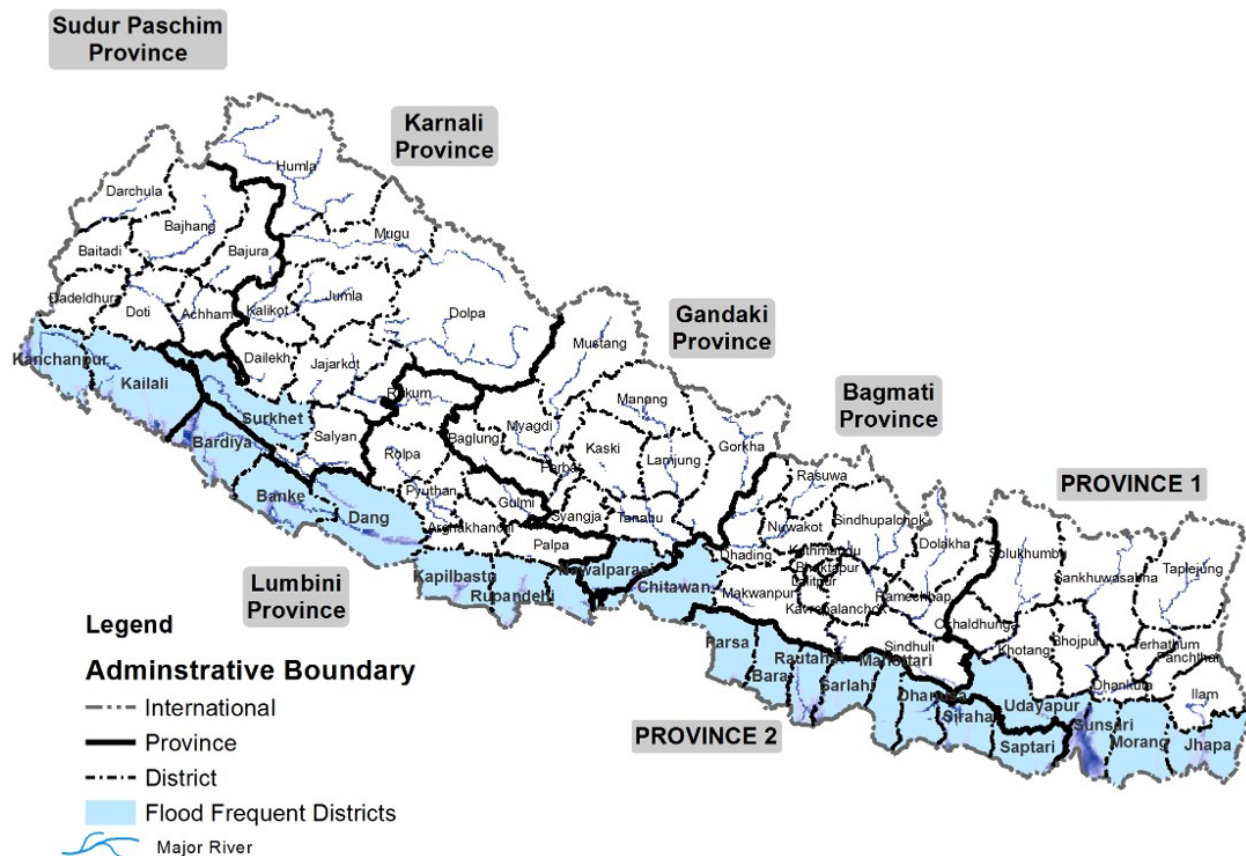 Sudur Paschim
Province
Karnali
Province
Humla
Darchula
Bajhang
Mugu
Baitadi
Bajura
Dadeldhura
Doti
Achham
Kalikot
Jumla
Dolpa
Gandaki
Province
Mustang
Kanchanpur
Kailali
Dailekh
Jajarkot
Bagmati
Province
Rukum
Manang
Surkhet
Salyan
Baglung
Myagdi
Kaski
Lamjung
Gorkha
Bardiya
Rolpa
Parbat
Rasuwa
PROVINCE 1
Banke
Dang
Pyuthan
Gulmi
Syangja
Tanahu
Nuwakot
Sindhupalchok
Arghakhanchi
Palpa
Dhading
Kathmandu
Bhaktapur
Lalitpur
Dolakha
Solukhumbu
Sankhuwasabha
Taplejung
Lumbini
Province
Kapilbastu
Rupandehi
Nawalparasi
Chitawan
Makwanpur
Kavrepalanchok
Ramechhap
Okhaldhunga
Khotang
Bhojpur
Terhathum
Panchthar
Parsa
Bara
Rautahat
Sarlahi
Sindhuli
Mahottari
Dhanusa
Siraha
Saptari
Udayapur
Dhankuta
Ilam
Sunsari
Morang
Jhapa
PROVINCE 2
Legend
Adminstrative Boundary
International
Province
District
Flood Frequent Districts
Major River